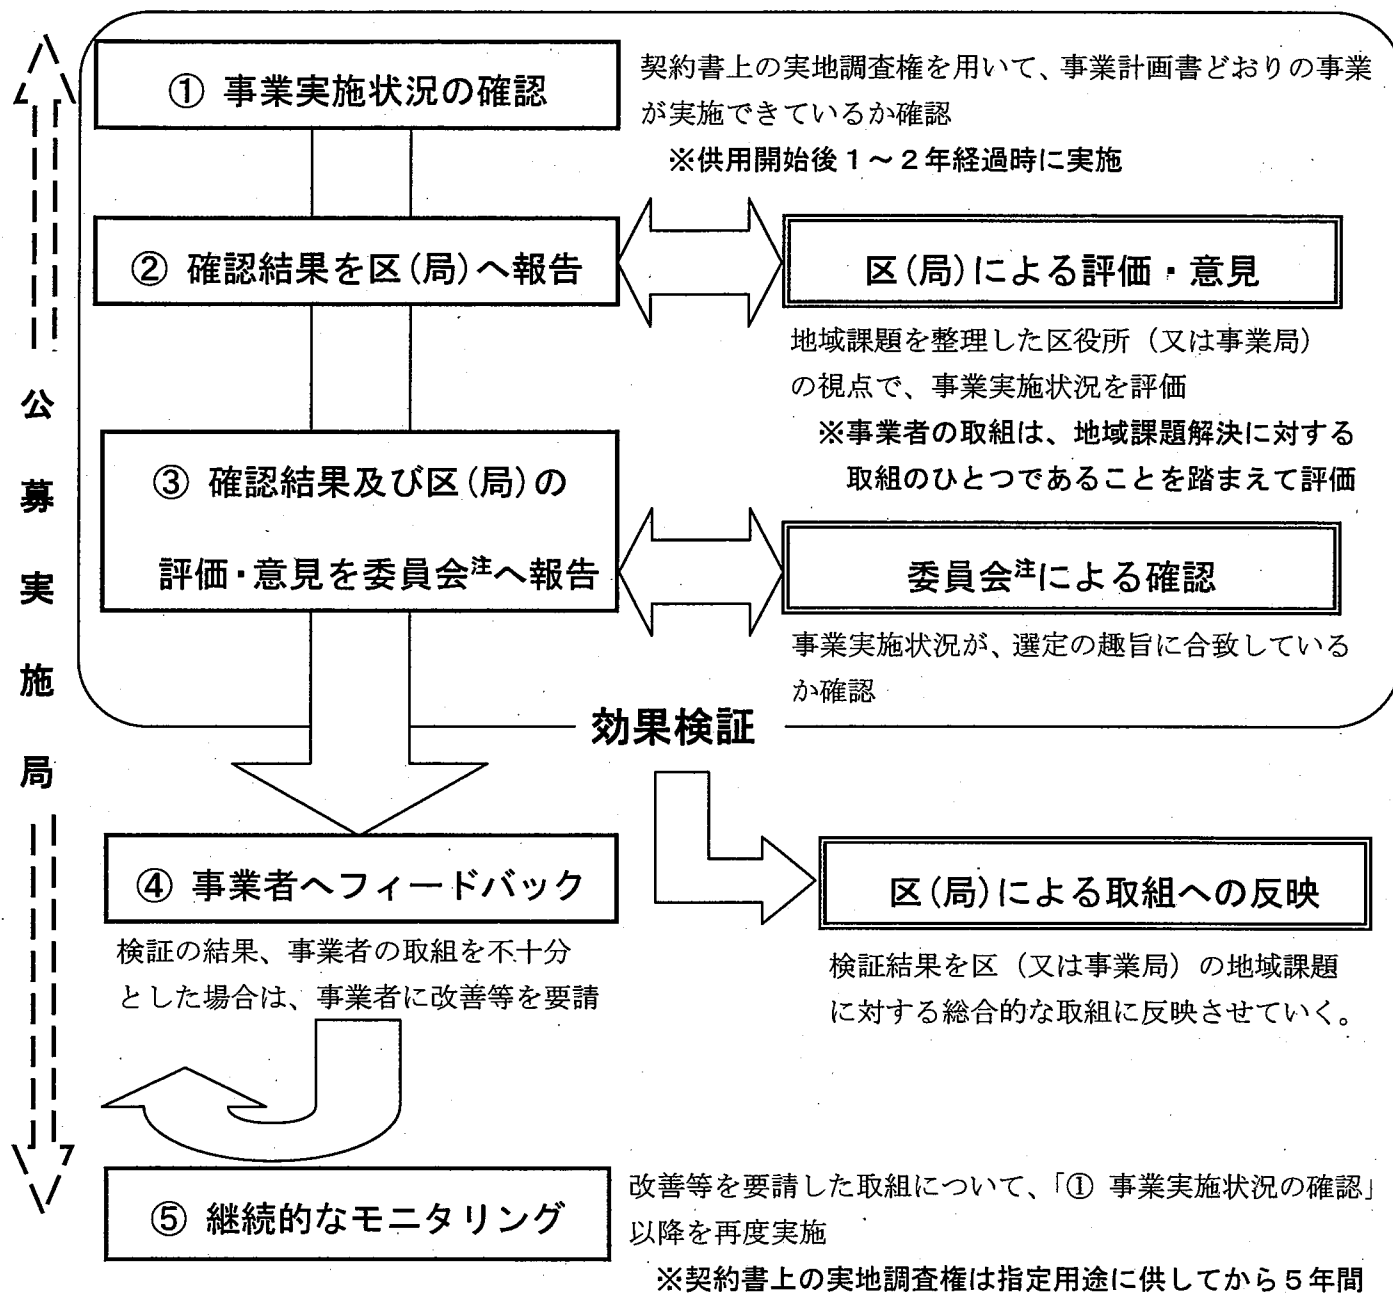 ① 事業実施状況の確認
契約書上の実地調査権を用いて、事業計画書どおりの事業
が実施できているか確認
※供用開始後1~2年経過時に実施
② 確認結果を区(局)へ報告
区(局)による評価・意見
地域課題を整理した区役所（又は事業局）
の視点で、事業実施状況を評価
※事業者の取組は、地域課題解決に対する
取組のひとつであることを踏まえて評価
③ 確認結果及び区(局)の
評価・意見を委員会注へ報告
委員会注による確認
事業実施状況が、選定の趣旨に合致している
か確認
効果検証
公募実施局
④ 事業者へフィードバック
検証の結果、事業者の取組を不十分
とした場合は、事業者に改善等を要請
区(局)による取組への反映
検証結果を区（又は事業局）の地域課題
に対する総合的な取組に反映させていく。
⑤ 継続的なモニタリング
改善等を要請した取組について、「① 事業実施状況の確認」
以降を再度実施
※契約書上の実地調査権は指定用途に供してから5年間